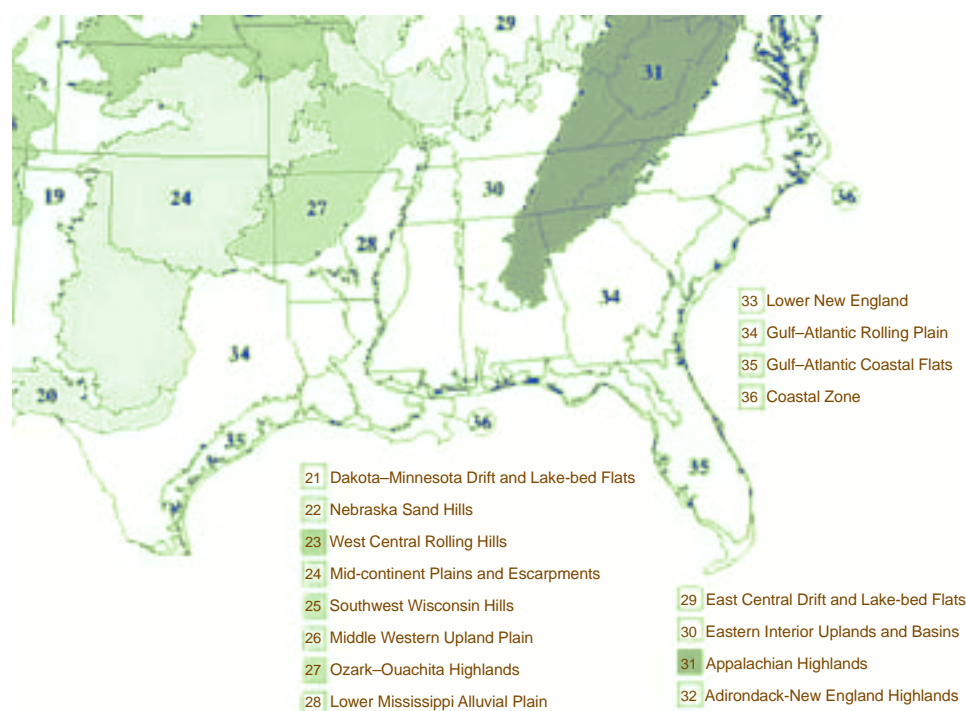 29
31
19
24
30
36
27
28
34
33 Lower New England
34 Gulf–Atlantic Rolling Plain
34
35 Gulf–Atlantic Coastal Flats
36 Coastal Zone
20
36
35
35
21 Dakota–Minnesota Drift and Lake-bed Flats
22 Nebraska Sand Hills
23 West Central Rolling Hills
24 Mid-continent Plains and Escarpments
25 Southwest Wisconsin Hills
26 Middle Western Upland Plain
27 Ozark–Ouachita Highlands
28 Lower Mississippi Alluvial Plain
29 East Central Drift and Lake-bed Flats
30 Eastern Interior Uplands and Basins
31 Appalachian Highlands
32 Adirondack-New England Highlands